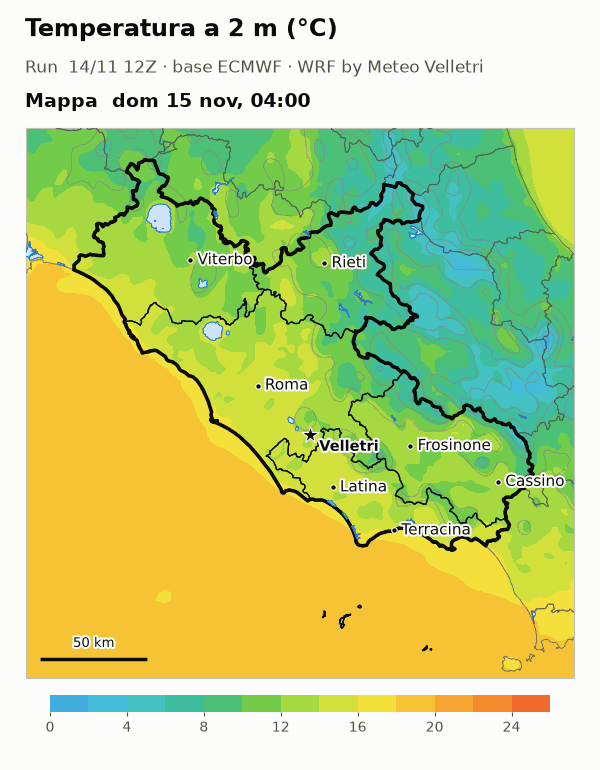 Temperatura a 2 m (°C)
Run  14/11 12Z · base ECMWF · WRF by Meteo Velletri
Mappa  dom 15 nov, 04:00
Viterbo
Rieti
Roma
Velletri
Frosinone
Latina
Cassino
Terracina
50 km
0 4 8 12 16 20 24